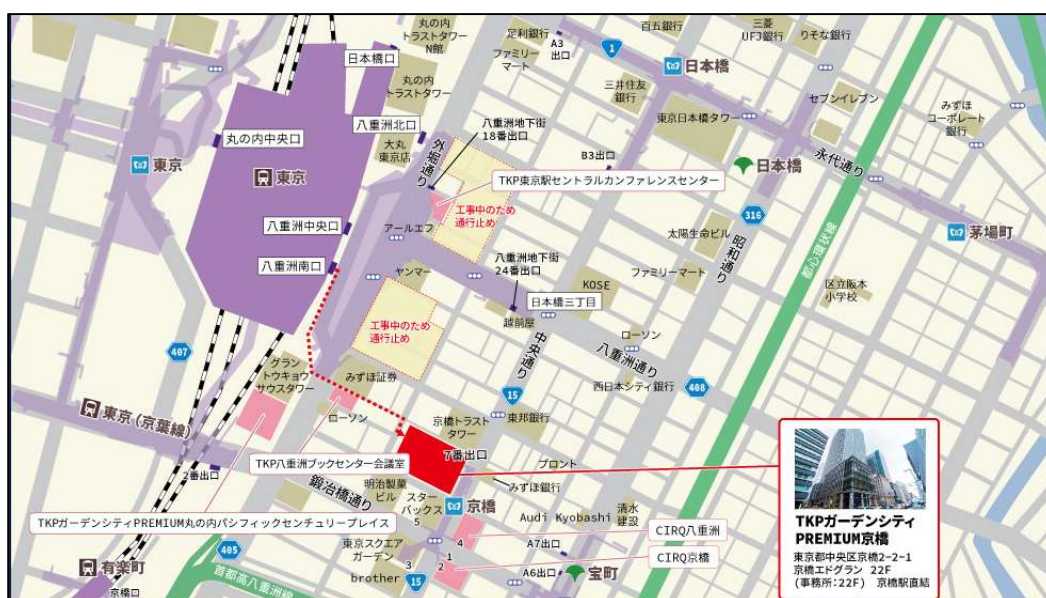 丸の内
トラストタワー
N館
足利銀行
A3
出口
1
百五銀行
三菱
UFJ銀行
りそな銀行
日本橋口
ファミリー
マート
日本橋
丸の内
トラストタワー
三井住友
銀行
セブンイレブン
みずほ
コーポレート
銀行
八重洲北口
八重洲地下街
18番出口
東京日本橋タワー
丸の内中央口
大丸
東京店
外堀通り
B3出口
日本橋
永代通り
東京
東京
TKP東京駅セントラルカンファレンスセンター
工事中のため
通行止め
316
八重洲中央口
アールエフ
太陽生命ビル
昭和通り
茅場町
都心環状線
八重洲南口
ヤンマー
八重洲地下街
24番出口
KOSE
ファミリーマート
区立阪本
小学校
日本橋三丁目
工事中のため
通行止め
越前屋
中央通り
八重洲通り
ローソン
407
グラン
トウキョウ
サウスタワー
みずほ証券
西日本シティ銀行
408
15
東京(京葉線)
ローソン
京橋トラスト
タワー
東邦銀行
2番出口
TKP八重洲ブックセンター会議室
7番出口
プロント
鍛冶橋通り
明治製菓
ビル
スター
バックス
5
みずほ銀行
京橋
TKPガーデンシティPREMIUM丸の内パシフィックセンチュリープレイス
Audi Kyobashi
清水
建設
CIRQ八重洲
405
東京スクエア
ガーデン
4
A7出口
1
CIRQ京橋
有楽町
3
2
brother
15
A6出口
宝町
京橋口
首都高八重洲線
TKPガーデンシティ
PREMIUM京橋
東京都中央区京橋2-2-1
京橋エドグラン 22F
(事務所:22F) 京橋駅直結